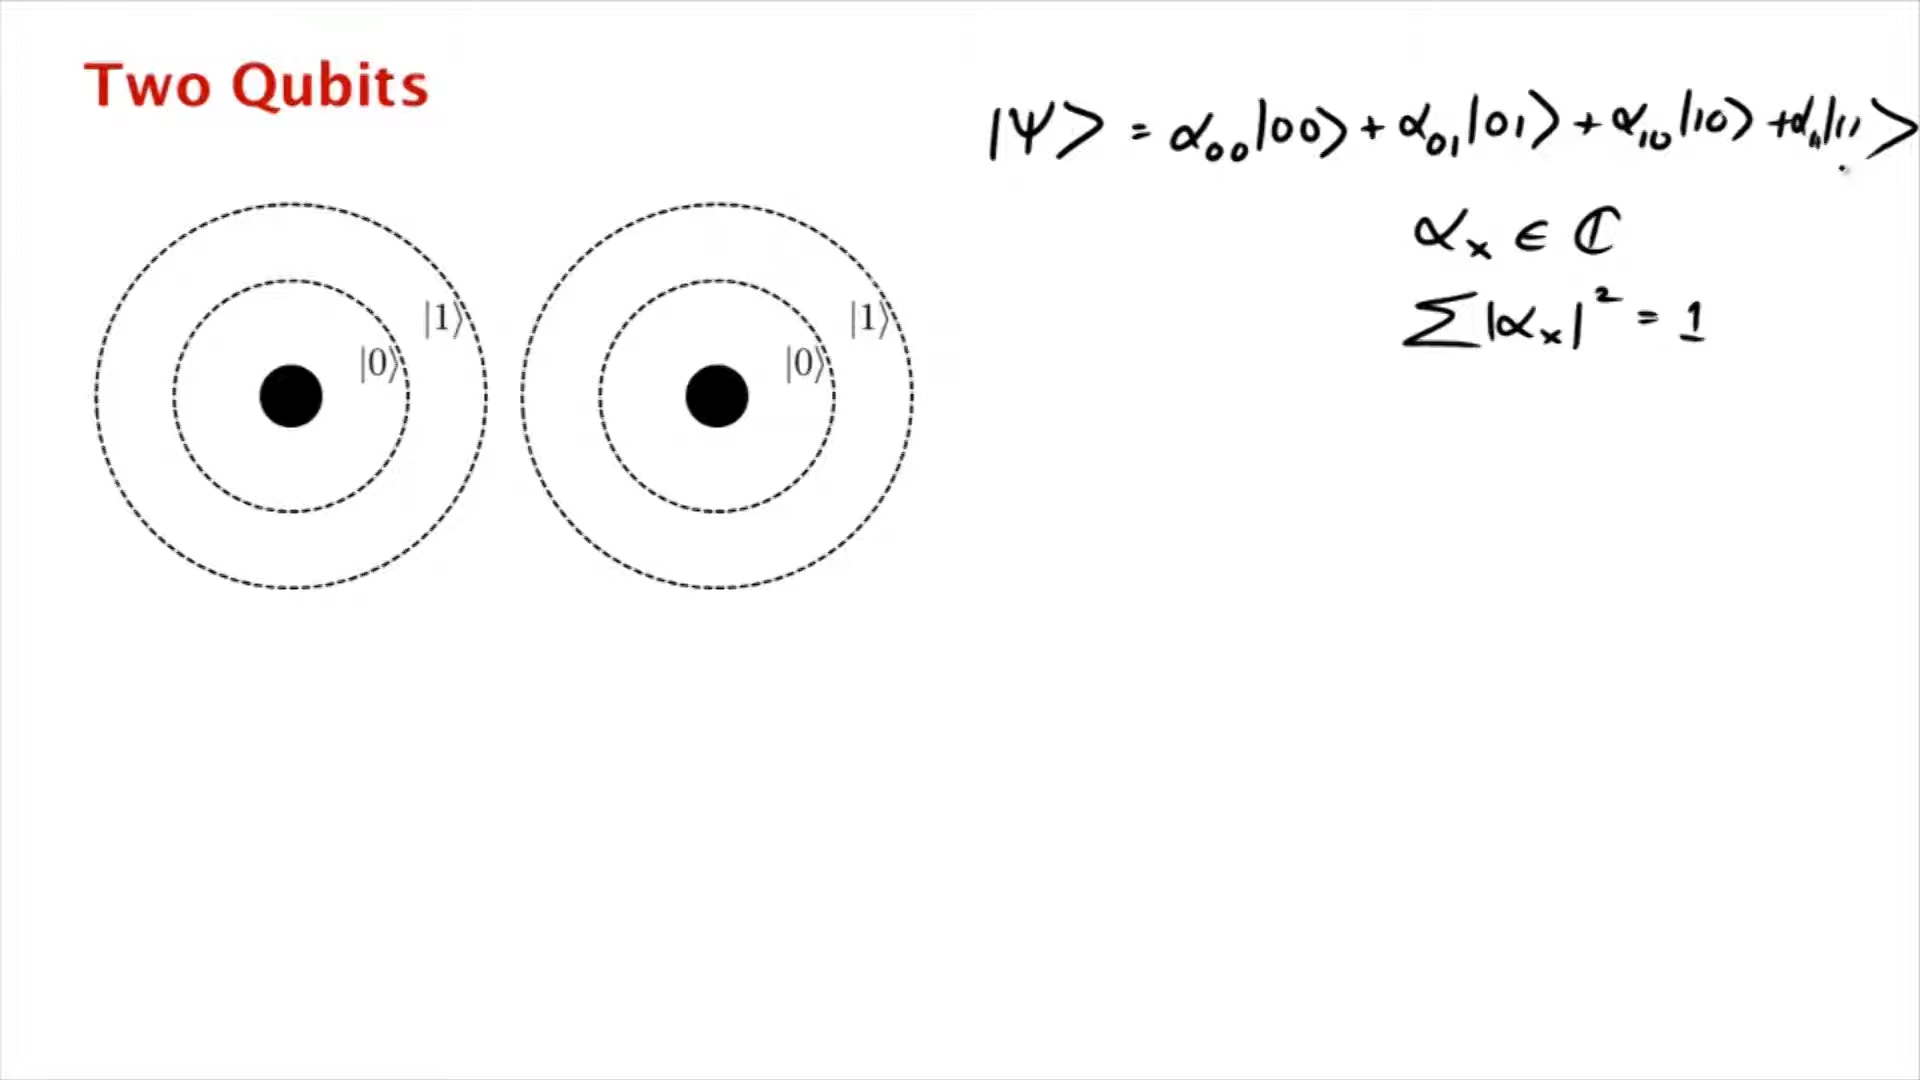 Two Qubits
|Ψ> = α₀₀|00⟩ + α₀₁|01⟩ + α₁₀|10⟩ + α₁₁|11>
αₓ ∈ ℂ
∑|αₓ|² = 1
|1⟩ |1⟩
|0⟩ |0⟩